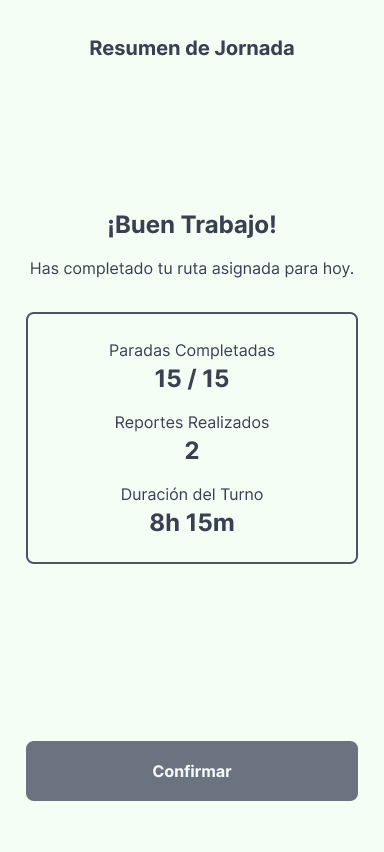 Resumen de Jornada
¡Buen Trabajo!
Has completado tu ruta asignada para hoy.
Paradas Completadas
15 / 15
Reportes Realizados
2
Duración del Turno
8h 15m
Confirmar